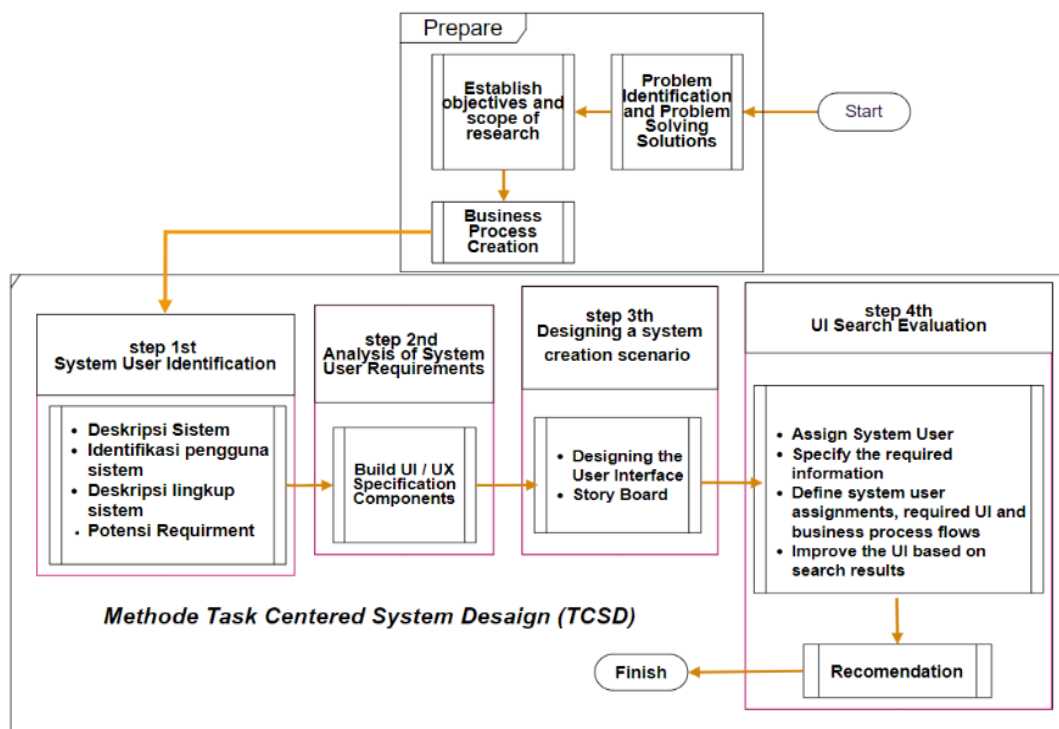 Prepare
Start
Problem
Identification
and Problem
Solving
Solutions
Establish
objectives and
scope of
research
Business
Process
Creation
step 1st
System User Identification
• Deskripsi Sistem
• Identifikasi pengguna
sistem
• Deskripsi lingkup
sistem
• Potensi Requirment
step 2nd
Analysis of System
User Requirements
Build UI / UX
Specification
Components
step 3th
Designing a system
creation scenario
• Designing the
User Interface
• Story Board
step 4th
UI Search Evaluation
• Assign System User
• Specify the required
information
• Define system user
assignments, required UI and
business process flows
• Improve the UI based on
search results
Recomendation
Finish
Methode Task Centered System Desaign (TCSD)